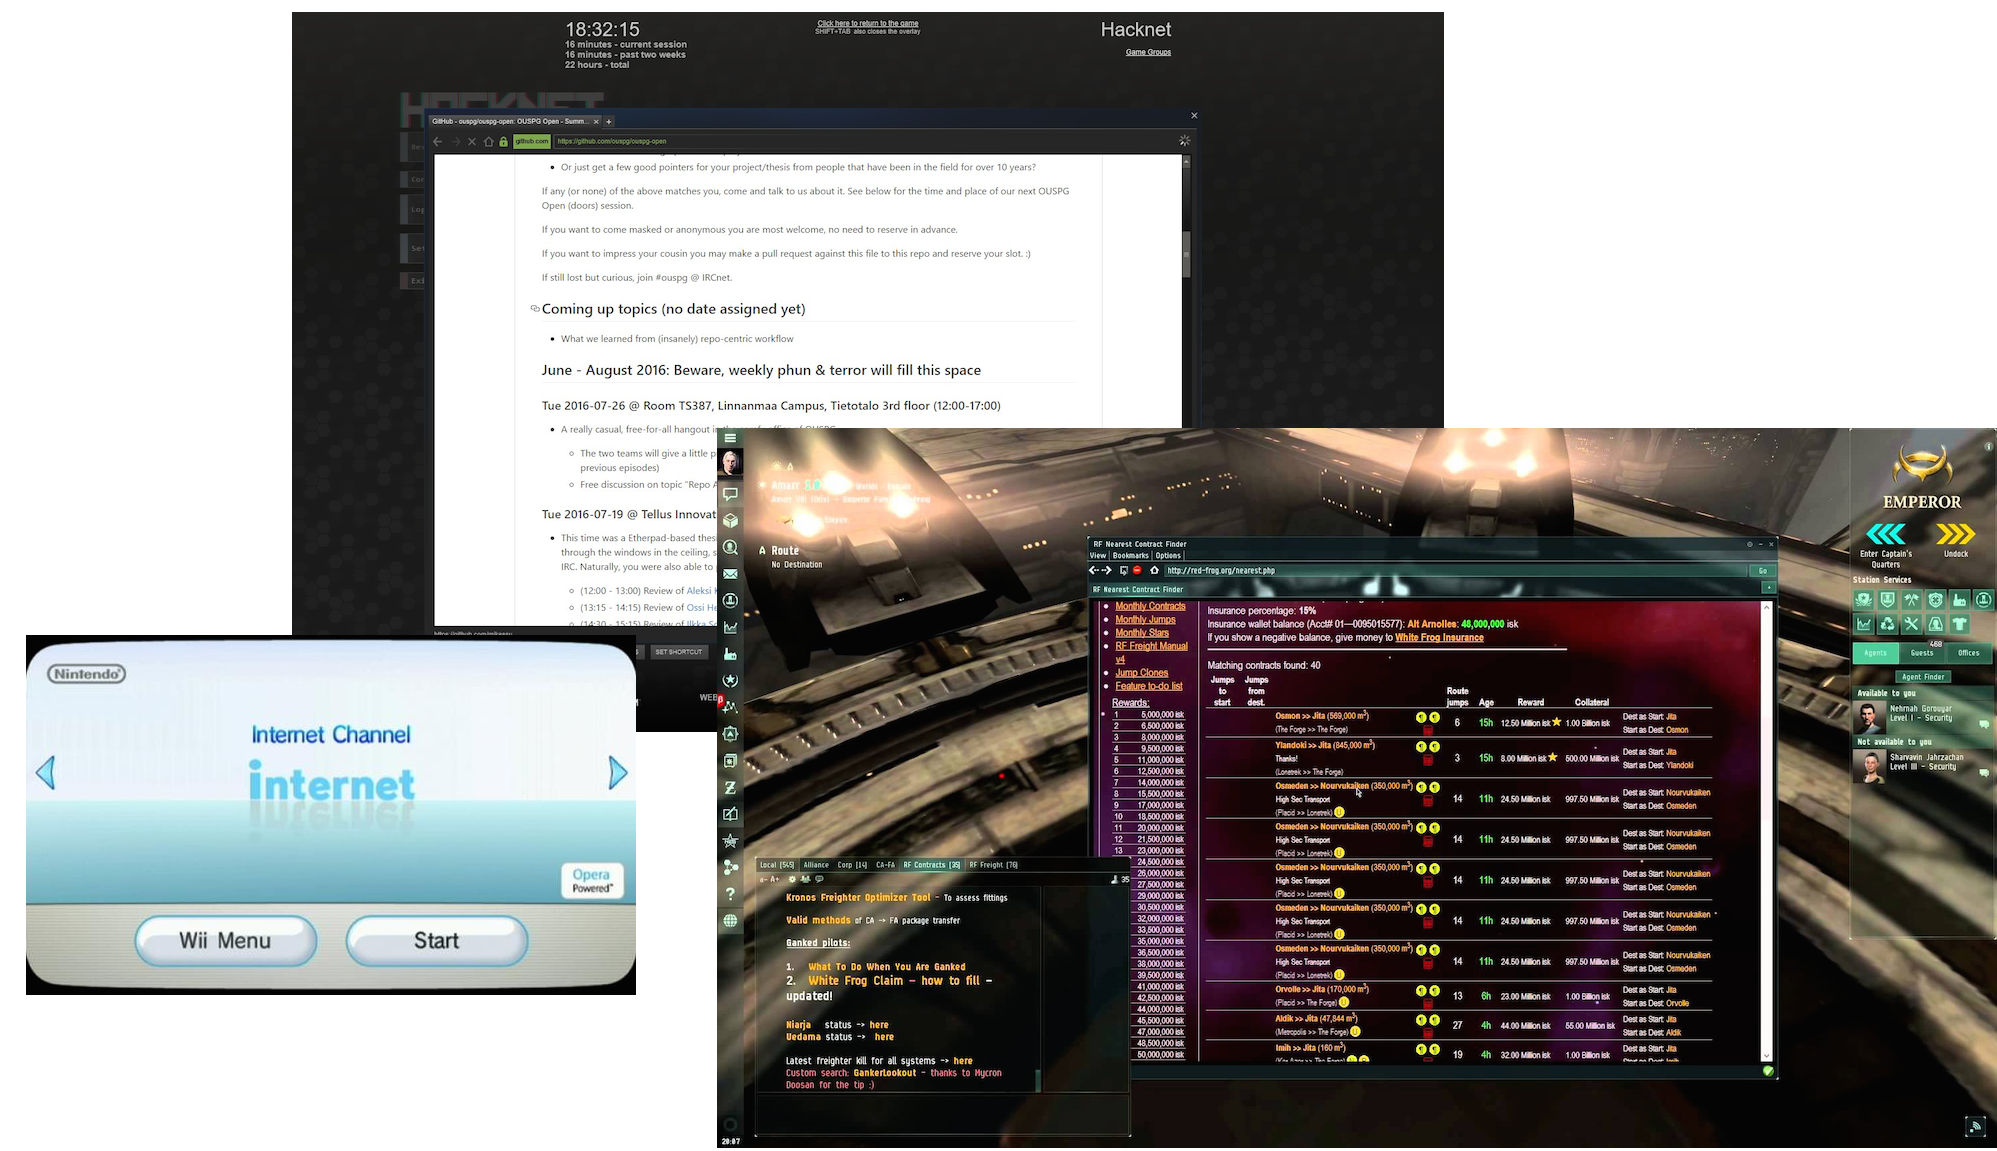 18:32:15
16 minutes - current session
16 minutes - past two weeks
22 hours - total
Click here to return to the game
SHIFT+TAB also closes the overlay
Hacknet
Game Groups
HACKNET
GitHub - ouspg/ouspg-open: OUSPG Open - Summ...
github.com
https://github.com/ouspg/ouspg-open
Or just get a few good pointers for your project/thesis from people that have been in the field for over 10 years?
If any (or none) of the above matches you, come and talk to us about it. See below for the time and place of our next OUSPG
Open (doors) session.
If you want to come masked or anonymous you are most welcome, no need to reserve in advance.
If you want to impress your cousin you may make a pull request against this file to this repo and reserve your slot. :)
If still lost but curious, join #ouspg @ IRCnet.
Coming up topics (no date assigned yet)
What we learned from (insanely) repo-centric workflow
June - August 2016: Beware, weekly phun & terror will fill this space
Tue 2016-07-26 @ Room TS387, Linnanmaa Campus, Tietotalo 3rd floor (12:00-17:00)
A really casual, free-for-all hangout
The two teams will give a little
previous episodes)
Free discussion on topic "Repo
Tue 2016-07-19 @ Tellus
This time was a Etherpad-based
through the windows in the ceiling,
IRC. Naturally, you were also able to
(12:00 - 13:00) Review of Aleksi
(13:15 - 14:15) Review of Ossi
(14:30 - 15:15) Review of Ilkka
SET SHORTCUT
WEB
Nintendo
Internet Channel
internet
Opera
Powered™
Wii Menu
Start
Amarr 1.0
A Route
No Destination
EMPEROR
Enter Captain's
Quarters
Undock
Station Services
468
Agents
Guests
Offices
Agent Finder
Available to you
Nehrnah Gorouyar
Level I - Security
Not available to you
Sharvavin Jahrzachan
Level III - Security
RF Nearest Contract Finder
View | Bookmarks | Options
http://red-frog.org/nearest.php
Go
RF Nearest Contract Finder
Monthly Contracts
Monthly Jumps
Monthly Stars
RF Freight Manual
v4
Jump Clones
Feature to-do list
Rewards:
1 5,000,000 isk
2 6,500,000 isk
3 8,000,000 isk
4 9,500,000 isk
5 11,000,000 isk
6 12,500,000 isk
7 14,000,000 isk
8 15,500,000 isk
9 17,000,000 isk
10 18,500,000 isk
11 20,000,000 isk
12 21,500,000 isk
13 23,000,000 isk
24,500,000 isk
26,000,000 isk
27,500,000 isk
29,000,000 isk
30,500,000 isk
32,000,000 isk
33,500,000 isk
35,000,000 isk
36,500,000 isk
38,000,000 isk
39,500,000 isk
41,000,000 isk
42,500,000 isk
44,000,000 isk
45,500,000 isk
47,000,000 isk
48,500,000 isk
50,000,000 isk
Insurance percentage: 15%
Insurance wallet balance (Acct# 01—0095015577): Alt Arnolles: 48,000,000 isk
If you show a negative balance, give money to White Frog Insurance
Matching contracts found: 40
Jumps to start
Jumps from dest.
Route jumps
Age
Reward
Collateral
Osmon >> Jita (569,000 m³)
(The Forge >> The Forge)
6 15h 12.50 Million isk 1.00 Billion isk
Dest as Start: Jita
Start as Dest: Osmon
Ylandoki >> Jita (845,000 m³)
Thanks!
(Lonetrek >> The Forge)
3 15h 8.00 Million isk 500.00 Million isk
Dest as Start: Jita
Start as Dest: Ylandoki
Osmeden >> Nourvukaiken (350,000 m³)
High Sec Transport
(Placid >> Lonetrek)
14 11h 24.50 Million isk 997.50 Million isk
Dest as Start: Nourvukaiken
Start as Dest: Osmeden
Osmeden >> Nourvukaiken (350,000 m³)
High Sec Transport
(Placid >> Lonetrek)
14 11h 24.50 Million isk 997.50 Million isk
Dest as Start: Nourvukaiken
Start as Dest: Osmeden
Osmeden >> Nourvukaiken (350,000 m³)
High Sec Transport
(Placid >> Lonetrek)
14 11h 24.50 Million isk 997.50 Million isk
Dest as Start: Nourvukaiken
Start as Dest: Osmeden
Osmeden >> Nourvukaiken (350,000 m³)
High Sec Transport
(Placid >> Lonetrek)
14 11h 24.50 Million isk 997.50 Million isk
Dest as Start: Nourvukaiken
Start as Dest: Osmeden
Osmeden >> Nourvukaiken (350,000 m³)
High Sec Transport
(Placid >> Lonetrek)
14 11h 24.50 Million isk 997.50 Million isk
Dest as Start: Nourvukaiken
Start as Dest: Osmeden
Orvolle >> Jita (170,000 m³)
(Placid >> The Forge)
13 6h 23.00 Million isk 1.00 Billion isk
Dest as Start: Jita
Start as Dest: Orvolle
Aldik >> Jita (47,844 m³)
(Metropolis >> The Forge)
27 4h 44.00 Million isk 55.00 Million isk
Dest as Start: Jita
Start as Dest: Aldik
Imih >> Jita (160 m³)
19 4h 32.00 Million isk 1.00 Billion isk
Dest as Start: Jita
Local [545] Alliance Corp [14] CA-FA RF Contracts [35] RF Freight [76]
a- A+
35
Kronos Freighter Optimizer Tool - To assess fittings
Valid methods of CA -> FA package transfer
Ganked pilots:
1. What To Do When You Are Ganked
2. White Frog Claim - how to fill -
updated!
Niarja status -> here
Uedama status -> here
Latest freighter kill for all systems -> here
Custom search: GankerLookout - thanks to Mycron
Doosan for the tip :)
20:07